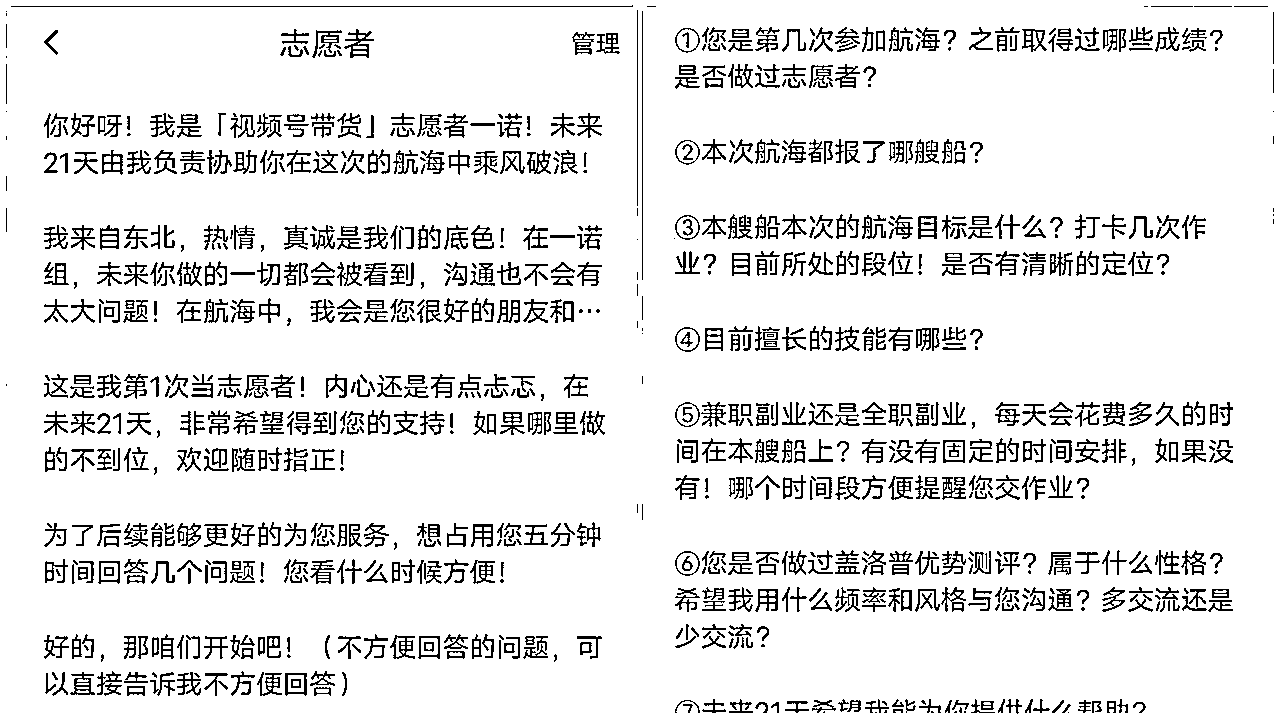 志愿者
管理
你好呀！我是「视频号带货」志愿者一诺！未来
21天由我负责协助你在这次的航海中乘风破浪！
我来自东北，热情，真诚是我们的底色！在一诺
组，未来你做的一切都会被看到，沟通也不会有
太大问题！在航海中，我会是您很好的朋友和…
这是我第1次当志愿者！内心还是有点忐忑，在
未来21天，非常希望得到您的支持！如果哪里做
的不到位，欢迎随时指正！
为了后续能够更好的为您服务，想占用您五分钟
时间回答几个问题！您看什么时候方便！
好的，那咱们开始吧！（不方便回答的问题，可
以直接告诉我不方便回答）
①您是第几次参加航海？之前取得过哪些成绩？
是否做过志愿者？
②本次航海都报了哪艘船？
③本艘船本次的航海目标是什么？打卡几次作
业？目前所处的段位！是否有清晰的定位？
④目前擅长的技能有哪些？
⑤兼职副业还是全职副业，每天会花费多久的时
间在本艘船上？有没有固定的时间安排，如果没
有！哪个时间段方便提醒您交作业？
⑥您是否做过盖洛普优势测评？属于什么性格？
希望我用什么频率和风格与您沟通？多交流还是
少交流？
⑦未来21天希望我能为你提供什么帮助？